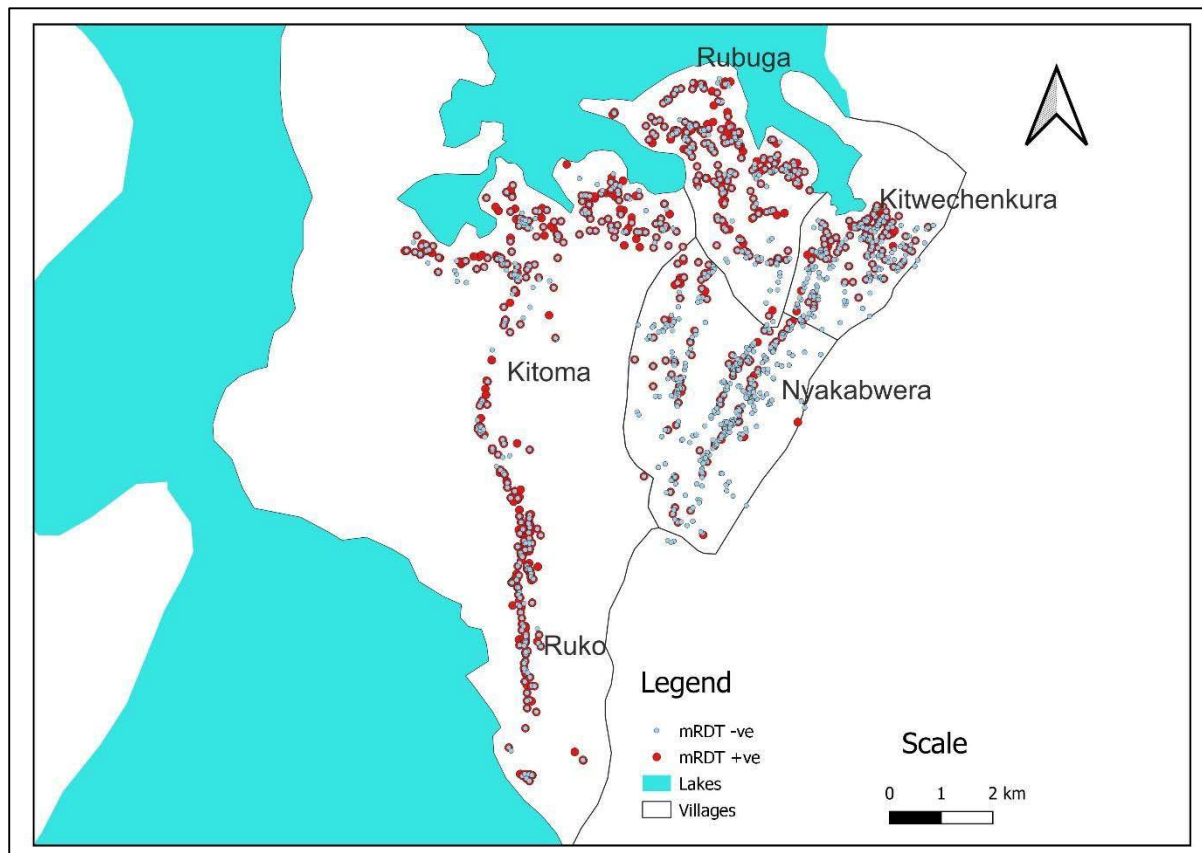 Rubuga
Kitwechenkura
Kitoma
Nyakabwera
Ruko
Legend
mRDT -ve
mRDT +ve
Lakes
Villages
Scale
0 1 2 km